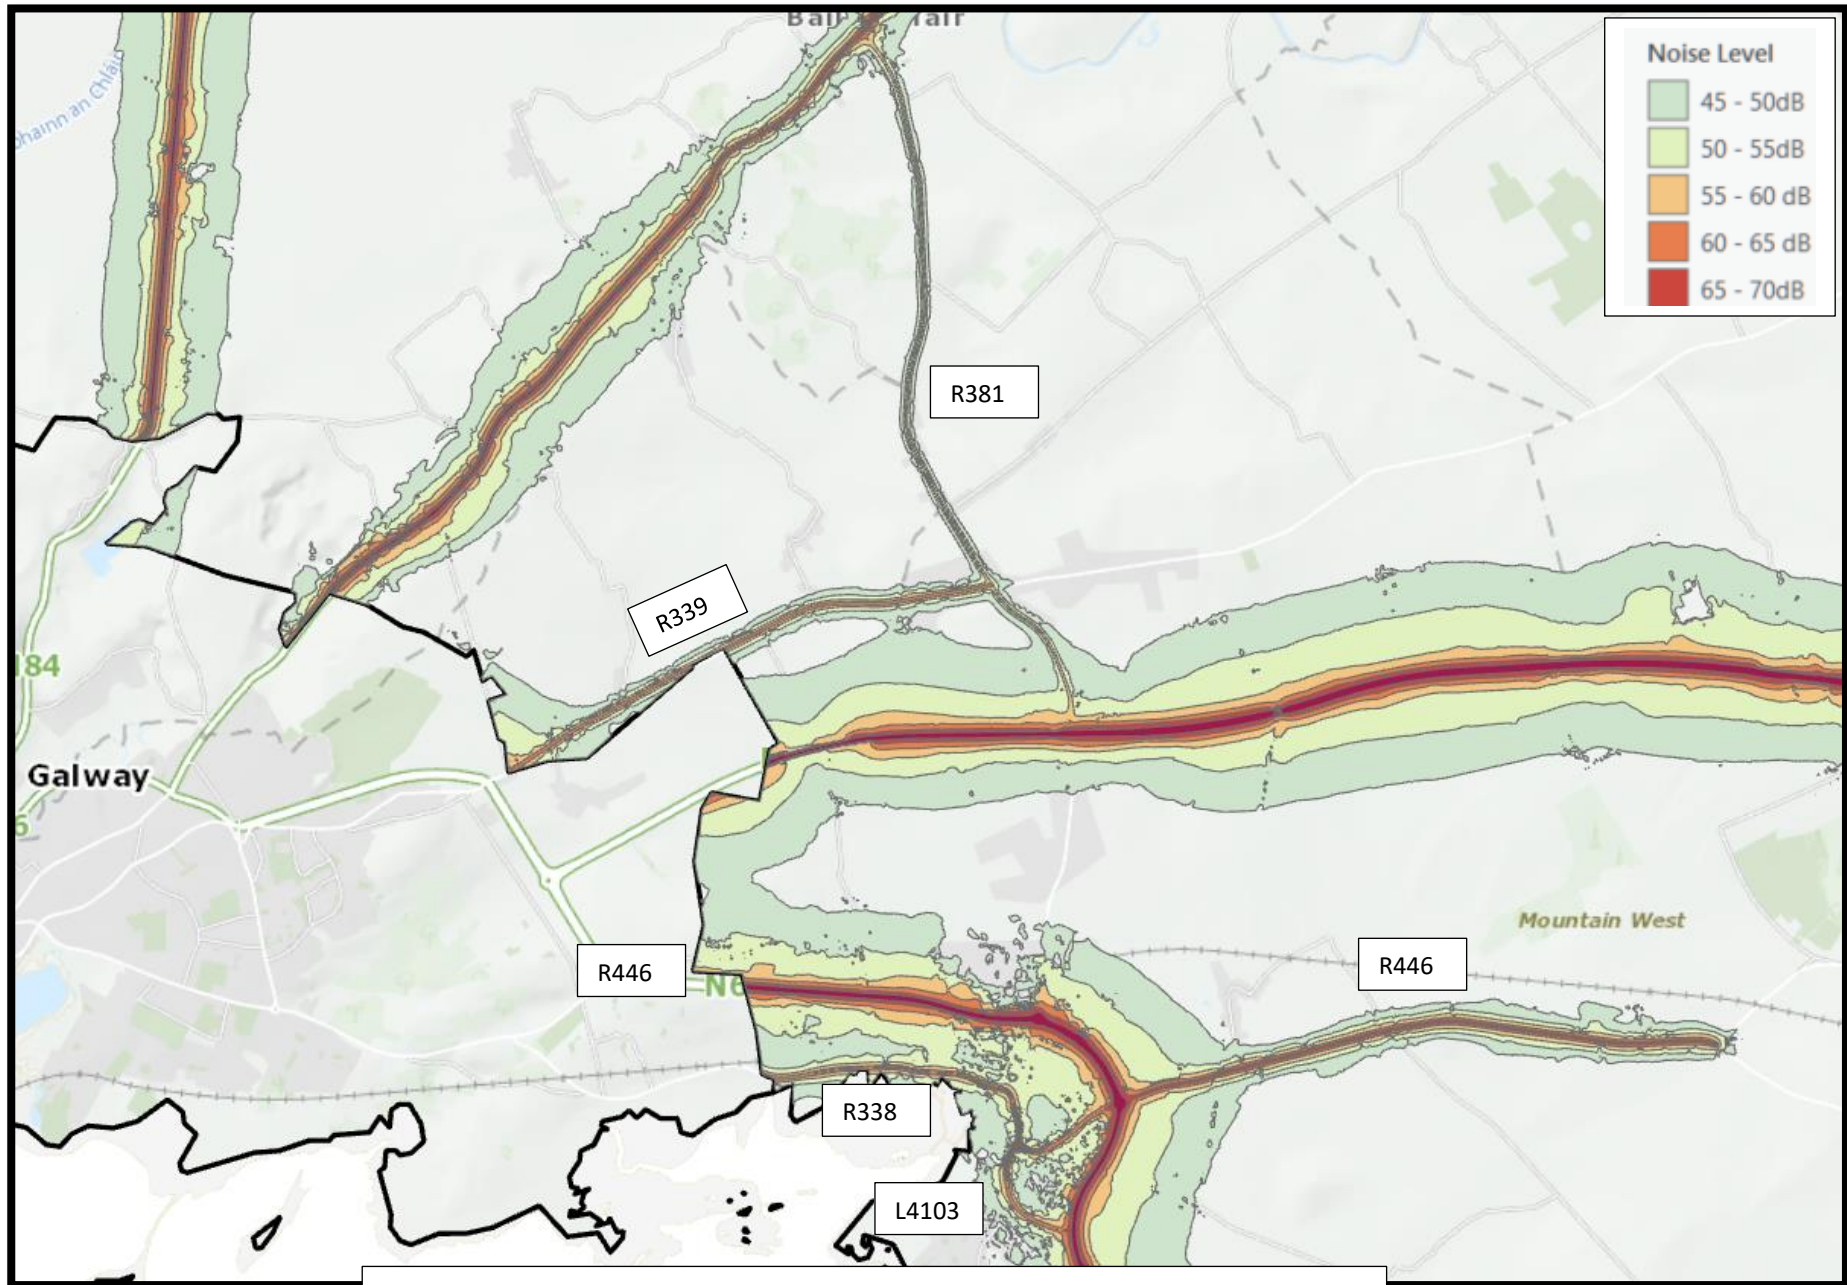 Noise Level
45 - 50dB
50 - 55dB
55 - 60 dB
60 - 65 dB
65 - 70dB
R381
R339
Galway
Mountain West
R446
R446
R338
L4103